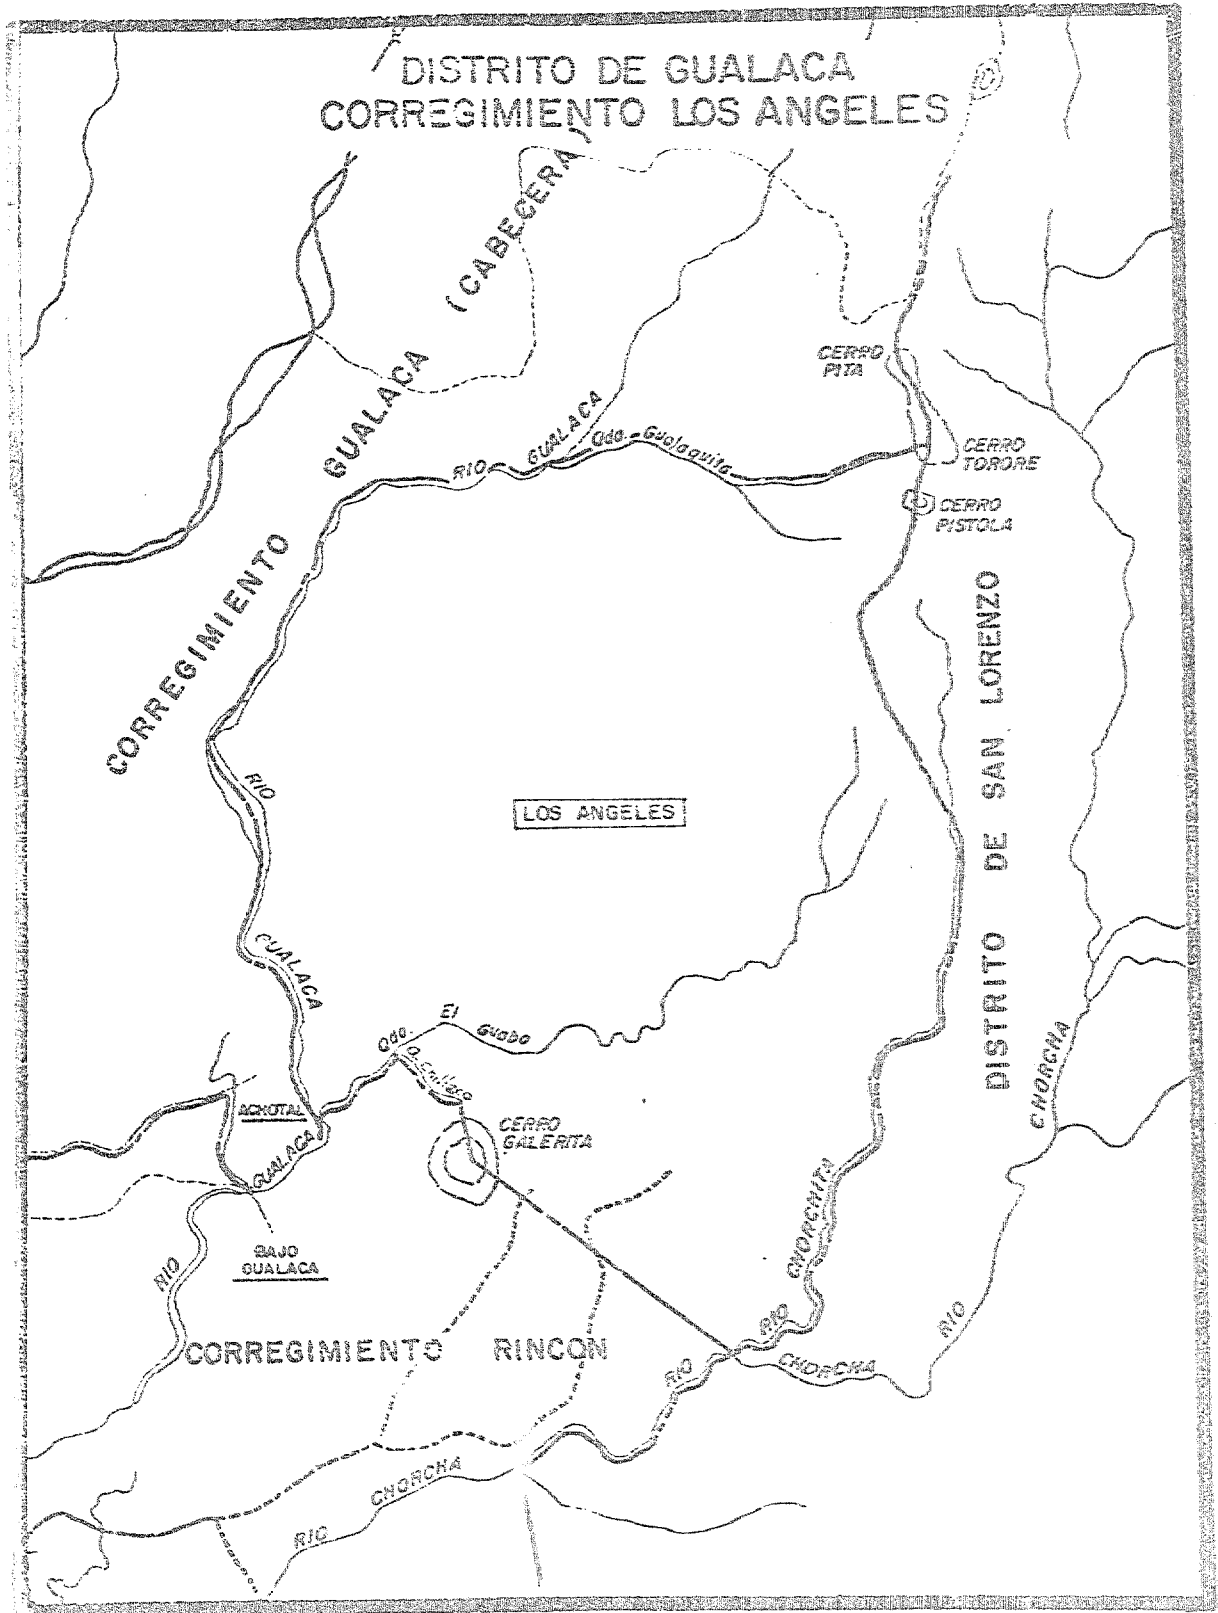 DISTRITO DE GUALACA
CORREGIMIENTO LOS ANGELES
CORREGIMIENTO GUALACA (CABECERA)
CERRO
PITA
RIO GUALACA
Qda. Gualaquita
CERRO
TORORE
CERRO
PISTOLA
DISTRITO DE SAN LORENZO
RIO
LOS ANGELES
GUALACA
Qda. El Guabo
ACHOTAL
CERRO
GALERITA
GUALACA
CHORCHA
BAJO
GUALACA
RIO
CHORCHITA
RIO
RIO
CORREGIMIENTO RINCON
RIO
CHORCHA
CHORCHA
RIO